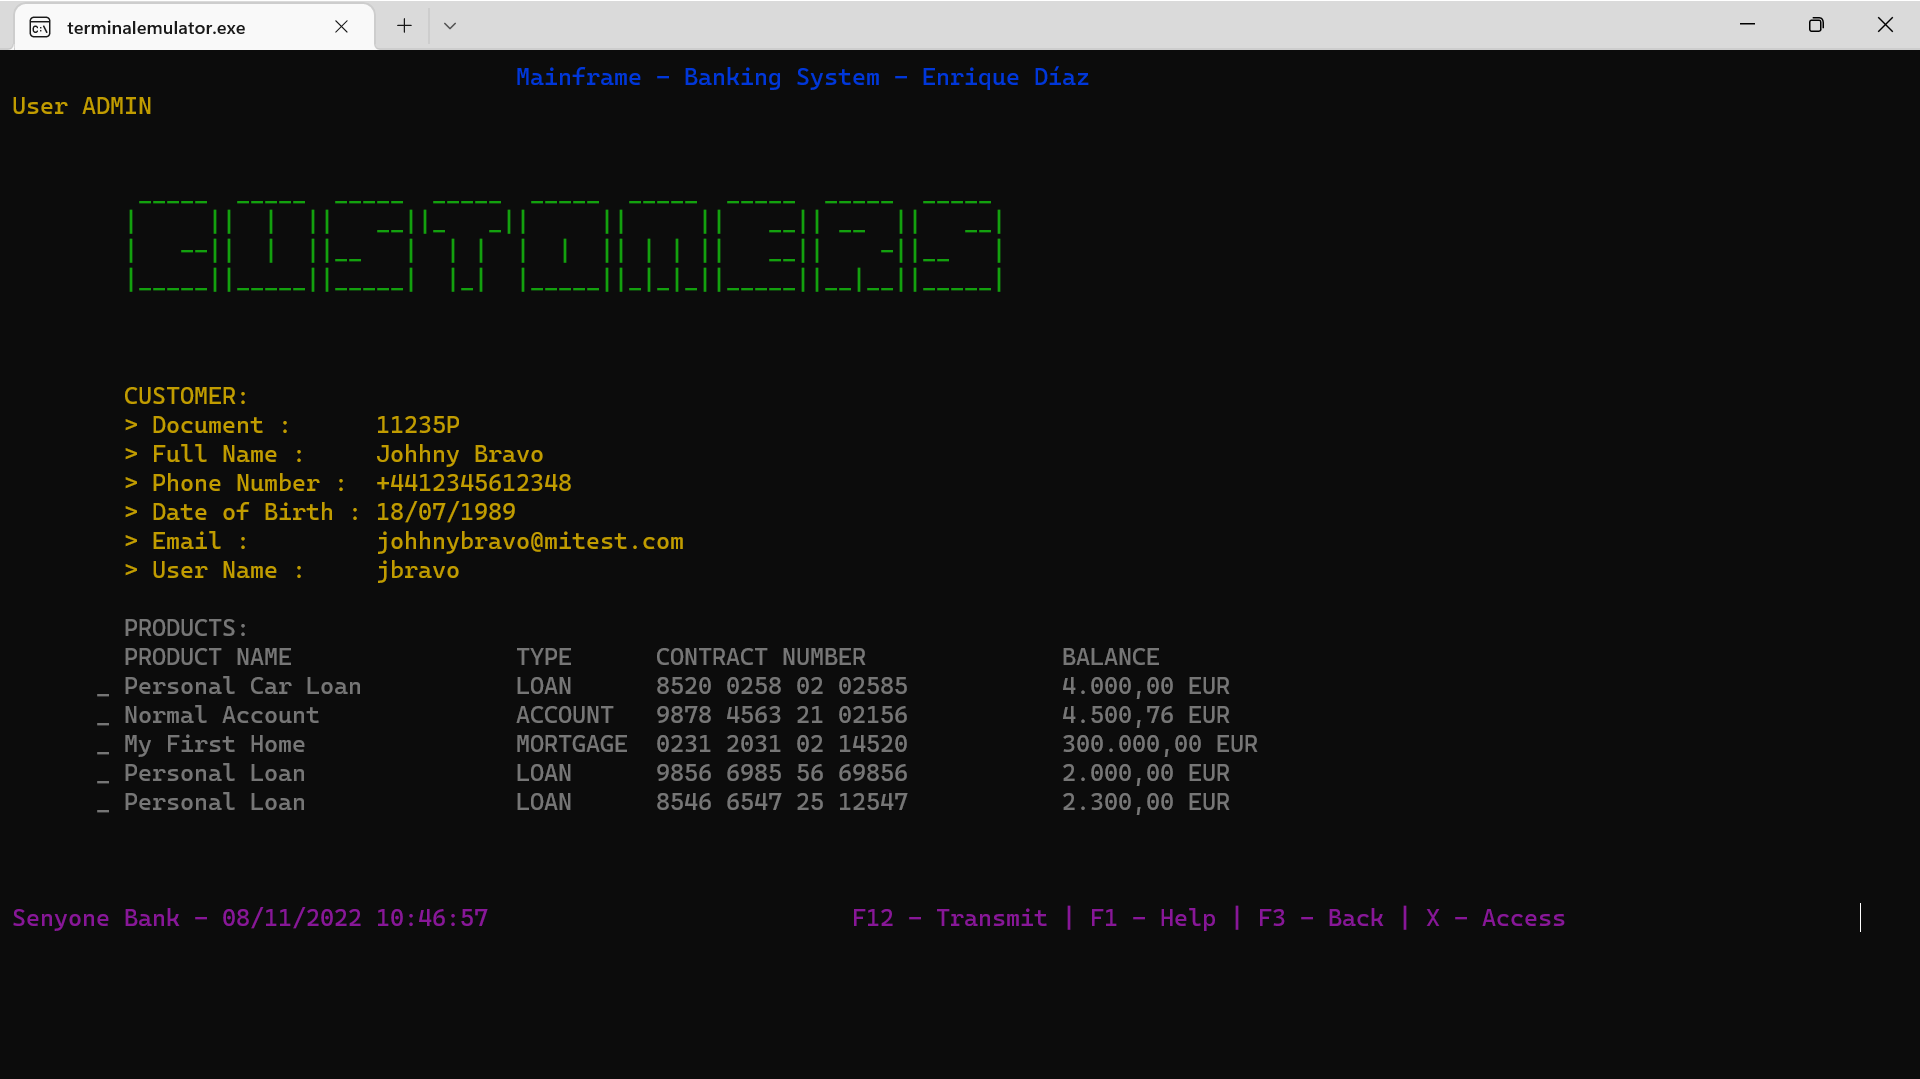 terminalemulator.exe
Mainframe - Banking System - Enrique Díaz
User ADMIN
CUSTOMERS
CUSTOMER:
> Document : 11235P
> Full Name : Johhny Bravo
> Phone Number : +4412345612348
> Date of Birth : 18/07/1989
> Email : johhnybravo@mitest.com
> User Name : jbravo
PRODUCTS:
PRODUCT NAME TYPE CONTRACT NUMBER BALANCE
_ Personal Car Loan LOAN 8520 0258 02 02585 4.000,00 EUR
_ Normal Account ACCOUNT 9878 4563 21 02156 4.500,76 EUR
_ My First Home MORTGAGE 0231 2031 02 14520 300.000,00 EUR
_ Personal Loan LOAN 9856 6985 56 69856 2.000,00 EUR
_ Personal Loan LOAN 8546 6547 25 12547 2.300,00 EUR
Senyone Bank - 08/11/2022 10:46:57 F12 - Transmit | F1 - Help | F3 - Back | X - Access